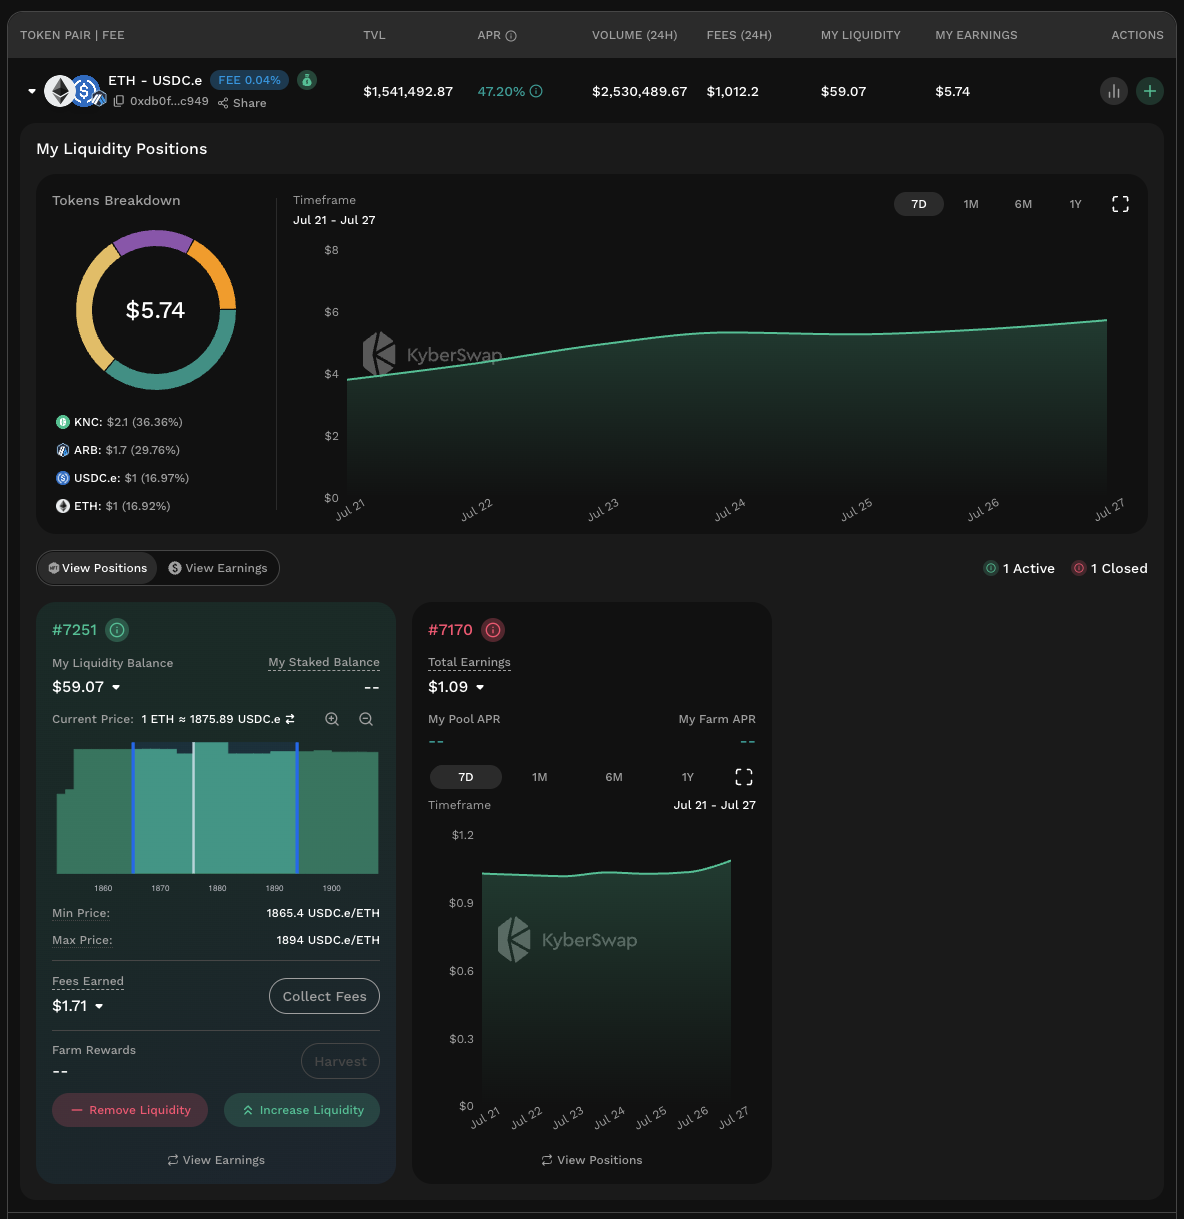 TOKEN PAIR | FEE TVL APR VOLUME (24H) FEES (24H) MY LIQUIDITY MY EARNINGS ACTIONS
ETH - USDC.e FEE 0.04%
0xdb0f...c949 Share
$1,541,492.87 47.20% $2,530,489.67 $1,012.2 $59.07 $5.74
My Liquidity Positions
Tokens Breakdown
$5.74
KNC: $2.1 (36.36%)
ARB: $1.7 (29.76%)
USDC.e: $1 (16.97%)
ETH: $1 (16.92%)
Timeframe
Jul 21 - Jul 27
7D 1M 6M 1Y
$8
$6
$4
$2
$0
KyberSwap
Jul 21 Jul 22 Jul 23 Jul 24 Jul 25 Jul 26 Jul 27
View Positions View Earnings
1 Active 1 Closed
#7251
My Liquidity Balance My Staked Balance
$59.07 --
Current Price: 1 ETH ≈ 1875.89 USDC.e
1860 1870 1880 1890 1900
Min Price: 1865.4 USDC.e/ETH
Max Price: 1894 USDC.e/ETH
Fees Earned
$1.71
Collect Fees
Farm Rewards
--
Harvest
Remove Liquidity Increase Liquidity
View Earnings
#7170
Total Earnings
$1.09
My Pool APR My Farm APR
-- --
7D 1M 6M 1Y
Timeframe Jul 21 - Jul 27
$1.2
$0.9
$0.6
$0.3
$0
KyberSwap
Jul 21 Jul 22 Jul 23 Jul 24 Jul 25 Jul 26 Jul 27
View Positions